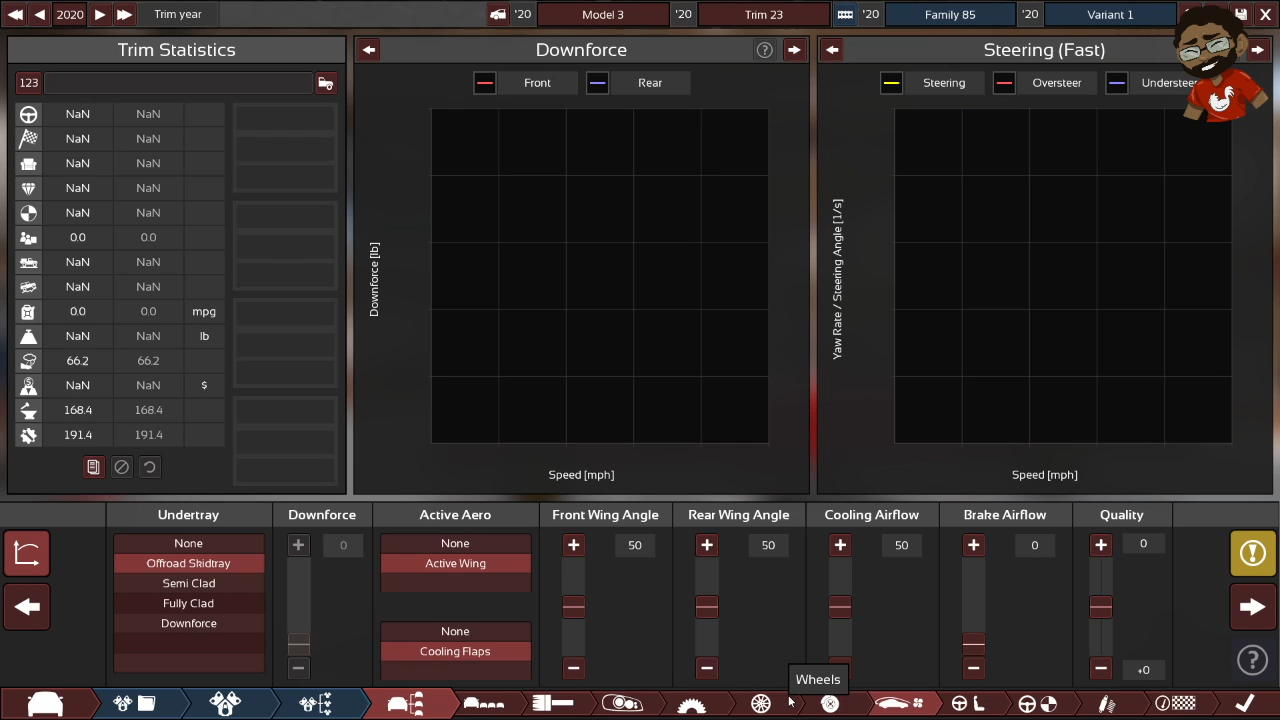 2020 Trim year '20 Model 3 '20 Trim 23 '20 Family 85 '20 Variant 1
Trim Statistics
123
NaN NaN
NaN NaN
NaN NaN
NaN NaN
NaN NaN
0.0 0.0
NaN NaN
NaN NaN
0.0 0.0 mpg
NaN NaN lb
66.2 66.2
NaN NaN $
168.4 168.4
191.4 191.4
Downforce ?
Front Rear
Downforce [lb]
Speed [mph]
Steering (Fast)
Steering Oversteer Understeer
Yaw Rate / Steering Angle [1/s]
Speed [mph]
Undertray
None
Offroad Skidtray
Semi Clad
Fully Clad
Downforce
Downforce
0
Active Aero
None
Active Wing
None
Cooling Flaps
Front Wing Angle
50
Rear Wing Angle
50
Cooling Airflow
50
Brake Airflow
0
Quality
0
+0
?
Wheels